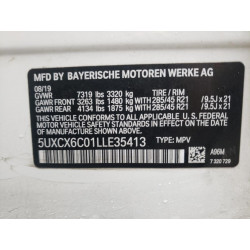 MFD BY BAYERISCHE MOTOREN WERKE AG
08/19
GVWR 7319 lbs 3320 kg TIRE / RIM
GAWR FRONT 3263 lbs 1480 kg WITH 285/45 R21 /9.5J x 21
GAWR REAR 4134 lbs 1875 kg WITH 285/45 R21 /9.5J x 21
THIS VEHICLE CONFORMS TO ALL APPLICABLE
U.S. FEDERAL MOTOR VEHICLE
SAFETY STANDARDS IN EFFECT ON THE DATE
OF MANUFACTURE SHOWN ABOVE.
5UXCX6C01LLE35413 TYPE: MPV
A96M
7 320 720